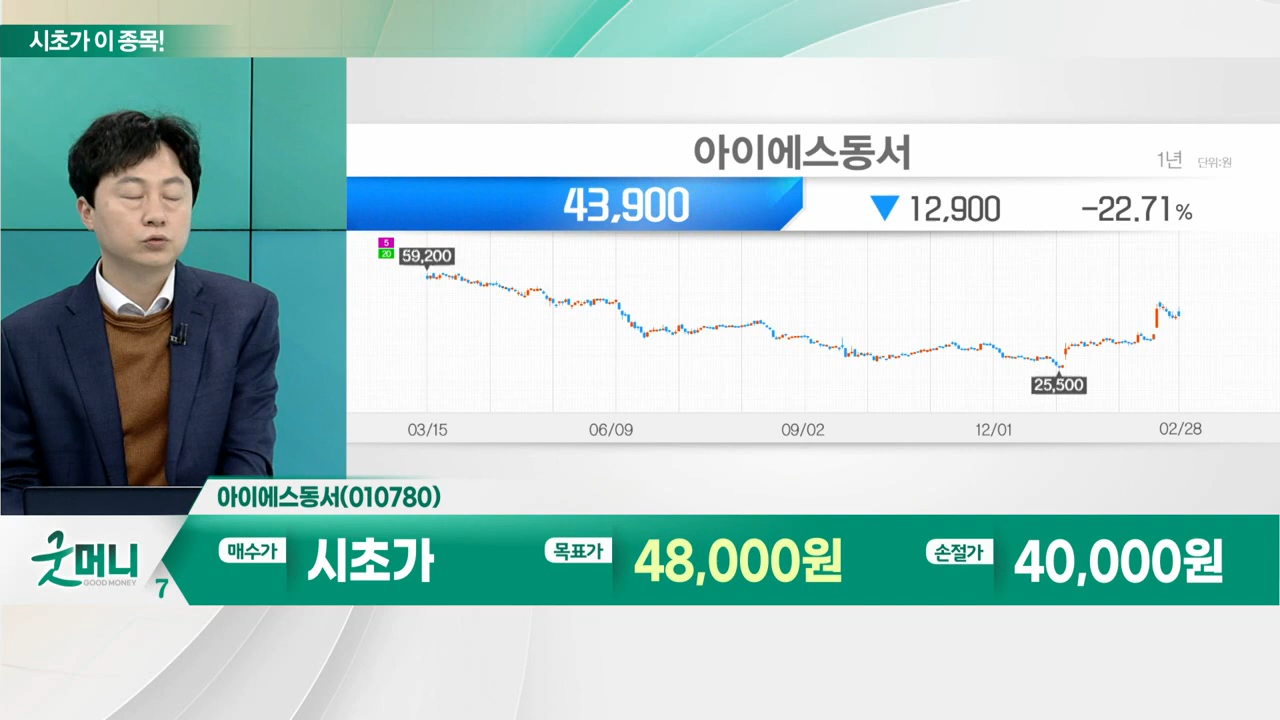 시초가 이 종목!
아이에스동서
1년 단위:원
43,900 ▼ 12,900 -22.71%
5
20
59,200
25,500
03/15 06/09 09/02 12/01 02/28
아이에스동서(010780)
굿머니
GOOD MONEY
7
매수가 시초가 목표가 48,000원 손절가 40,000원